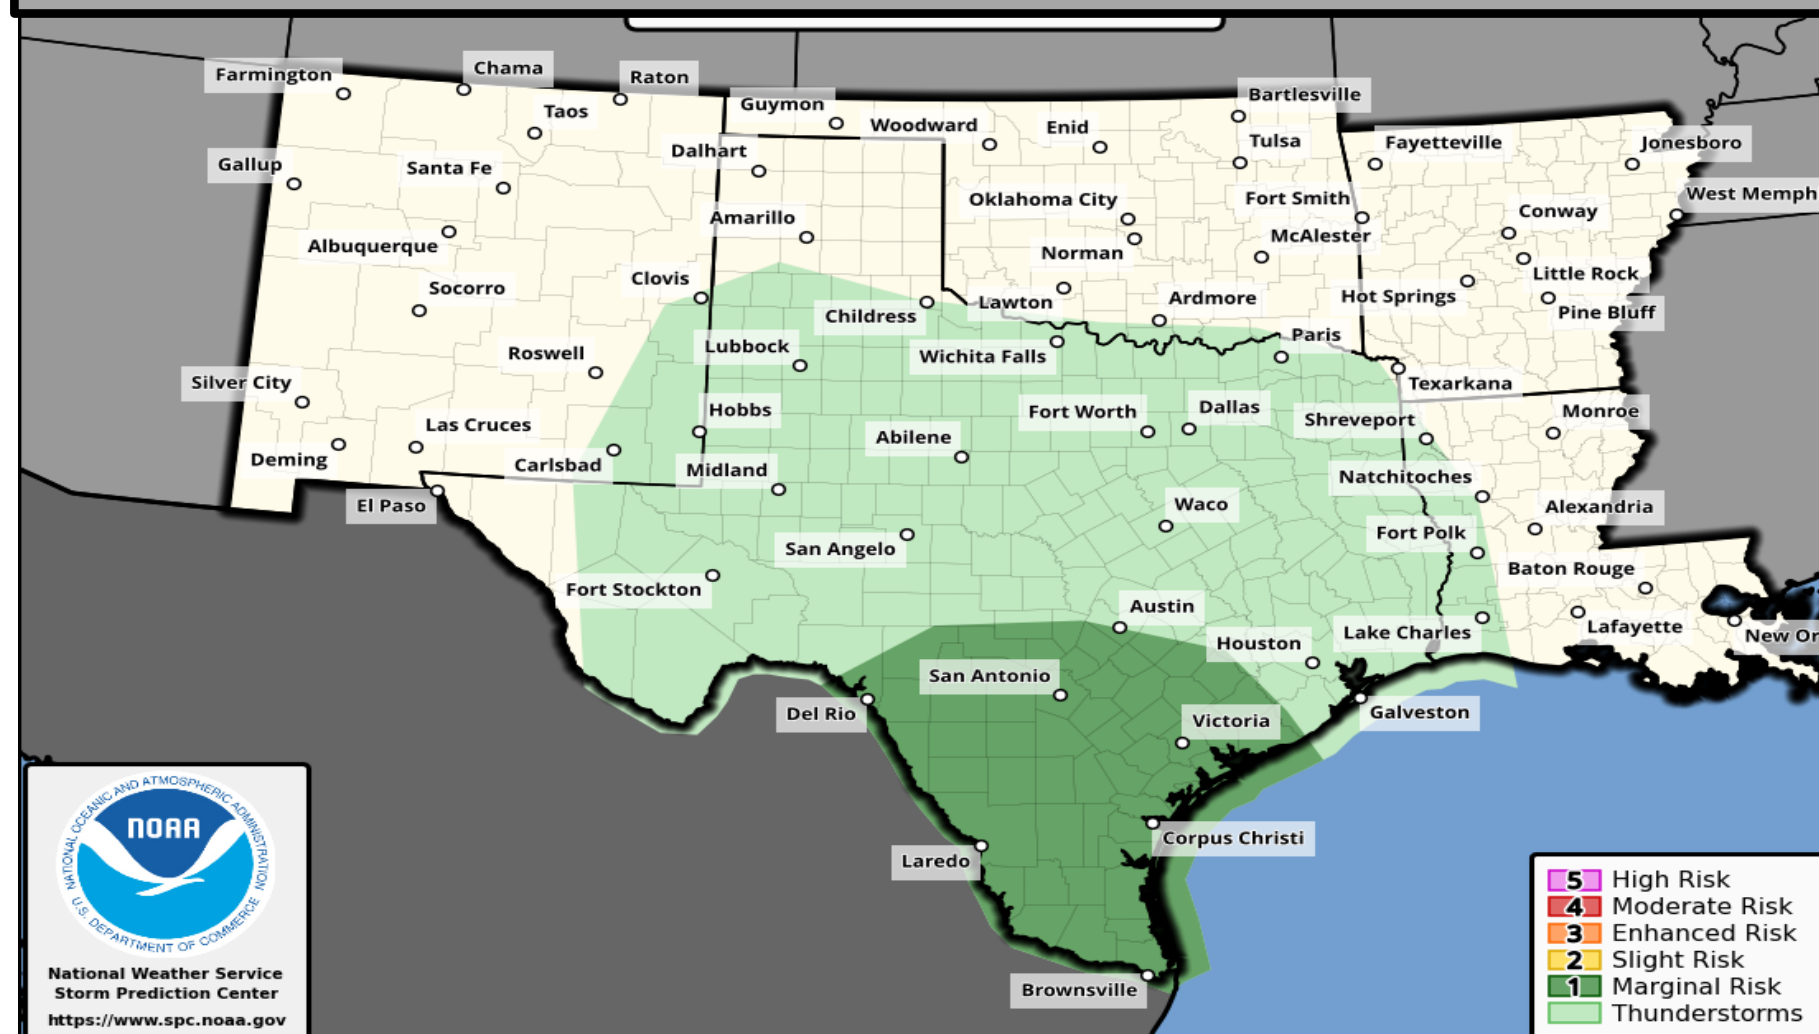 Farmington
Chama
Raton
Taos
Guymon
Woodward
Enid
Bartlesville
Tulsa
Fayetteville
Jonesboro
Gallup
Santa Fe
Dalhart
Oklahoma City
Fort Smith
Conway
West Memph
Albuquerque
Amarillo
Norman
McAlester
Little Rock
Socorro
Clovis
Childress
Lawton
Ardmore
Hot Springs
Pine Bluff
Roswell
Lubbock
Wichita Falls
Paris
Silver City
Texarkana
Las Cruces
Hobbs
Abilene
Fort Worth
Dallas
Shreveport
Monroe
Deming
Carlsbad
Midland
Natchitoches
El Paso
Waco
Alexandria
San Angelo
Fort Polk
Fort Stockton
Baton Rouge
Austin
Lake Charles
Lafayette
New Or
Houston
San Antonio
Del Rio
Victoria
Galveston
Corpus Christi
Laredo
Brownsville
NATIONAL OCEANIC AND ATMOSPHERIC ADMINISTRATION
NOAA
U.S. DEPARTMENT OF COMMERCE
National Weather Service
Storm Prediction Center
https://www.spc.noaa.gov
5 High Risk
4 Moderate Risk
3 Enhanced Risk
2 Slight Risk
1 Marginal Risk
Thunderstorms